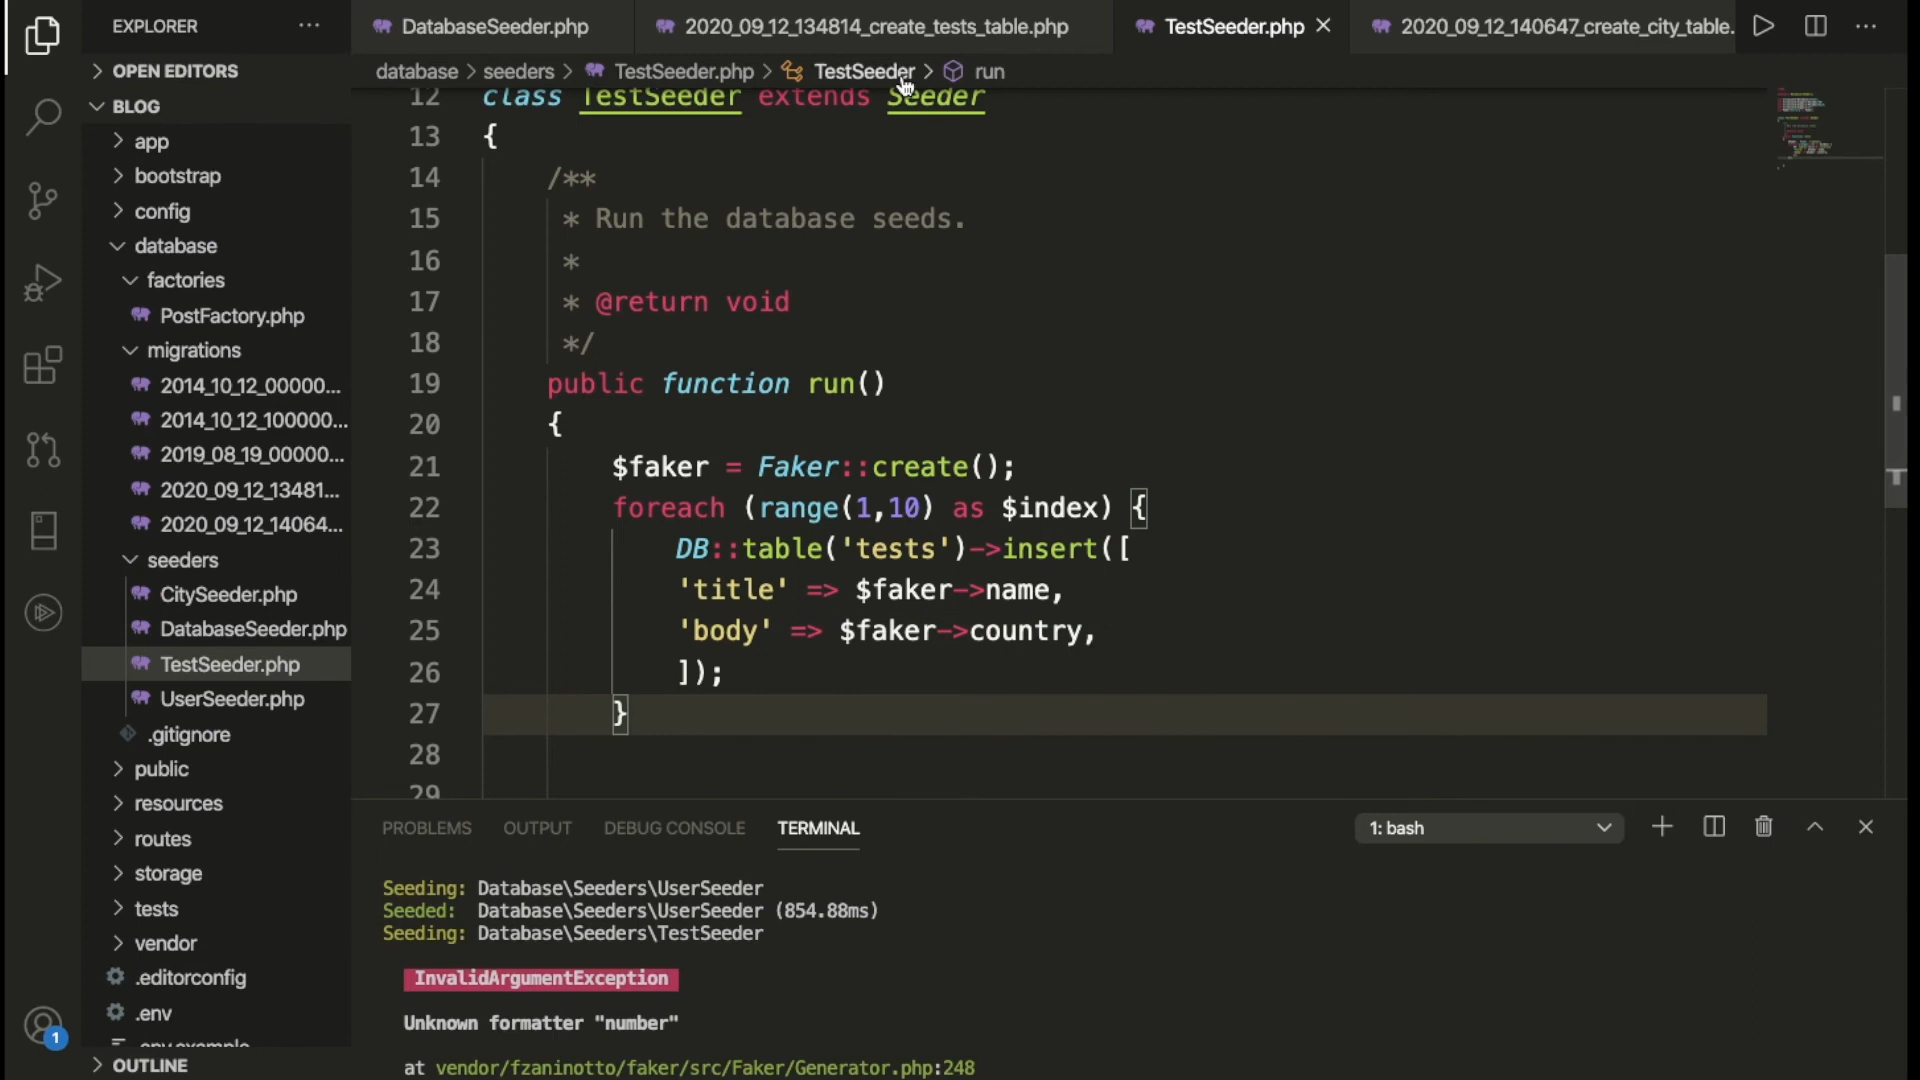 EXPLORER
DatabaseSeeder.php
2020_09_12_134814_create_tests_table.php
TestSeeder.php
2020_09_12_140647_create_city_table.
OPEN EDITORS
BLOG
app
bootstrap
config
database
factories
PostFactory.php
migrations
2014_10_12_00000...
2014_10_12_100000...
2019_08_19_00000...
2020_09_12_13481...
2020_09_12_14064...
seeders
CitySeeder.php
DatabaseSeeder.php
TestSeeder.php
UserSeeder.php
.gitignore
public
resources
routes
storage
tests
vendor
.editorconfig
.env
.env.example
OUTLINE
1
database > seeders > TestSeeder.php > TestSeeder > run
12 class TestSeeder extends Seeder
13 {
14 /**
15 * Run the database seeds.
16 *
17 * @return void
18 */
19 public function run()
20 {
21 $faker = Faker::create();
22 foreach (range(1,10) as $index) {
23 DB::table('tests')->insert([
24 'title' => $faker->name,
25 'body' => $faker->country,
26 ]);
27 }
28
29
PROBLEMS OUTPUT DEBUG CONSOLE TERMINAL
1: bash
Seeding: Database\Seeders\UserSeeder
Seeded: Database\Seeders\UserSeeder (854.88ms)
Seeding: Database\Seeders\TestSeeder
InvalidArgumentException
Unknown formatter "number"
at vendor/fzaninotto/faker/src/Faker/Generator.php:248